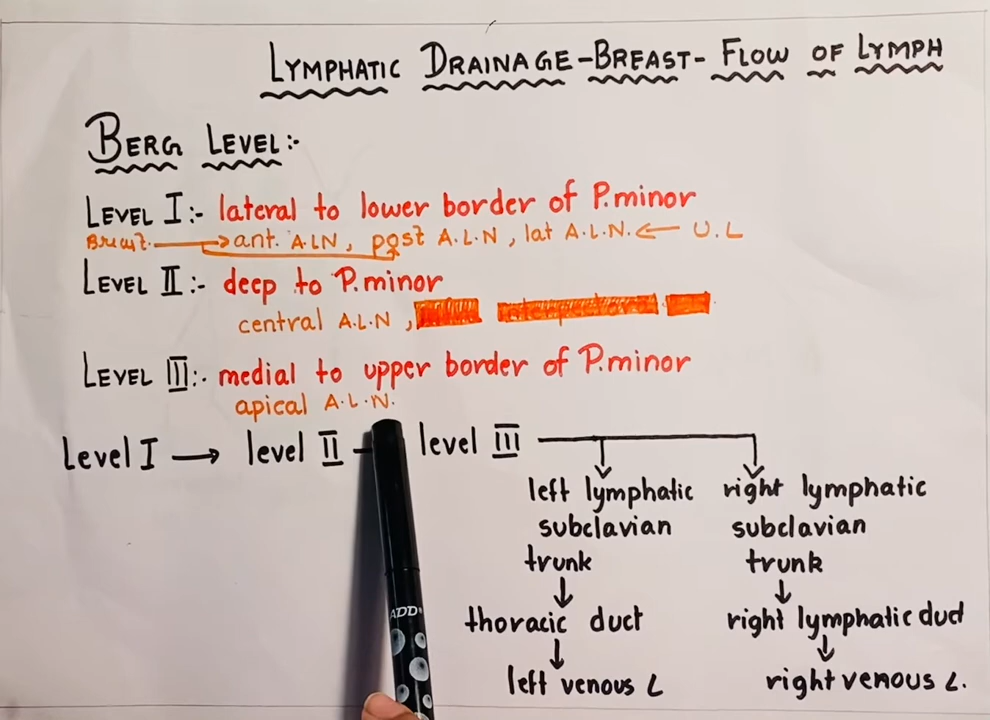 LYMPHATIC DRAINAGE-BREAST- FLOW OF LYMPH
BERG LEVEL:-
LEVEL I:- lateral to lower border of P.minor
Breast → ant. A.L.N, post A.L.N, lat A.L.N. ← U.L
LEVEL II:- deep to P.minor
central A.L.N,
LEVEL III:- medial to upper border of P.minor
apical A.L.N.
Level I → level II - level III
left lymphatic subclavian trunk
↓
thoracic duct
↓
left venous L
right lymphatic subclavian trunk
↓
right lymphatic duct
↓
right venous L.
ADD